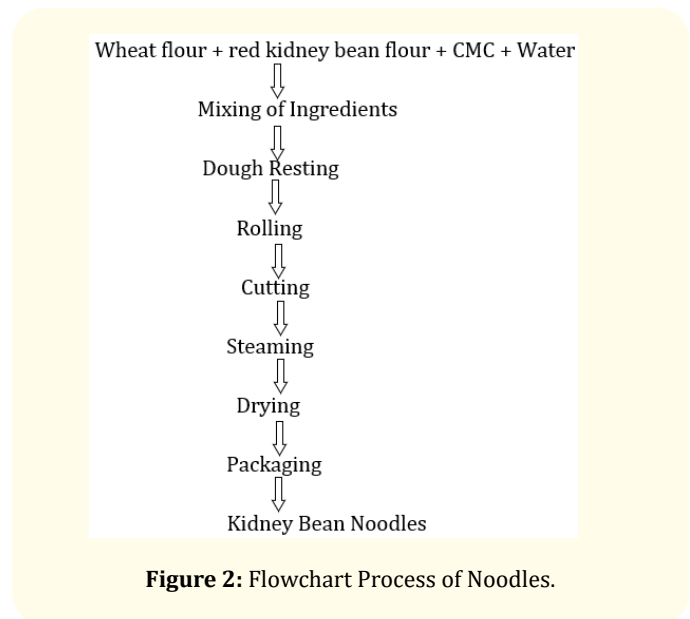 Wheat flour + red kidney bean flour + CMC + Water
Mixing of Ingredients
Dough Resting
Rolling
Cutting
Steaming
Drying
Packaging
Kidney Bean Noodles
Figure 2: Flowchart Process of Noodles.